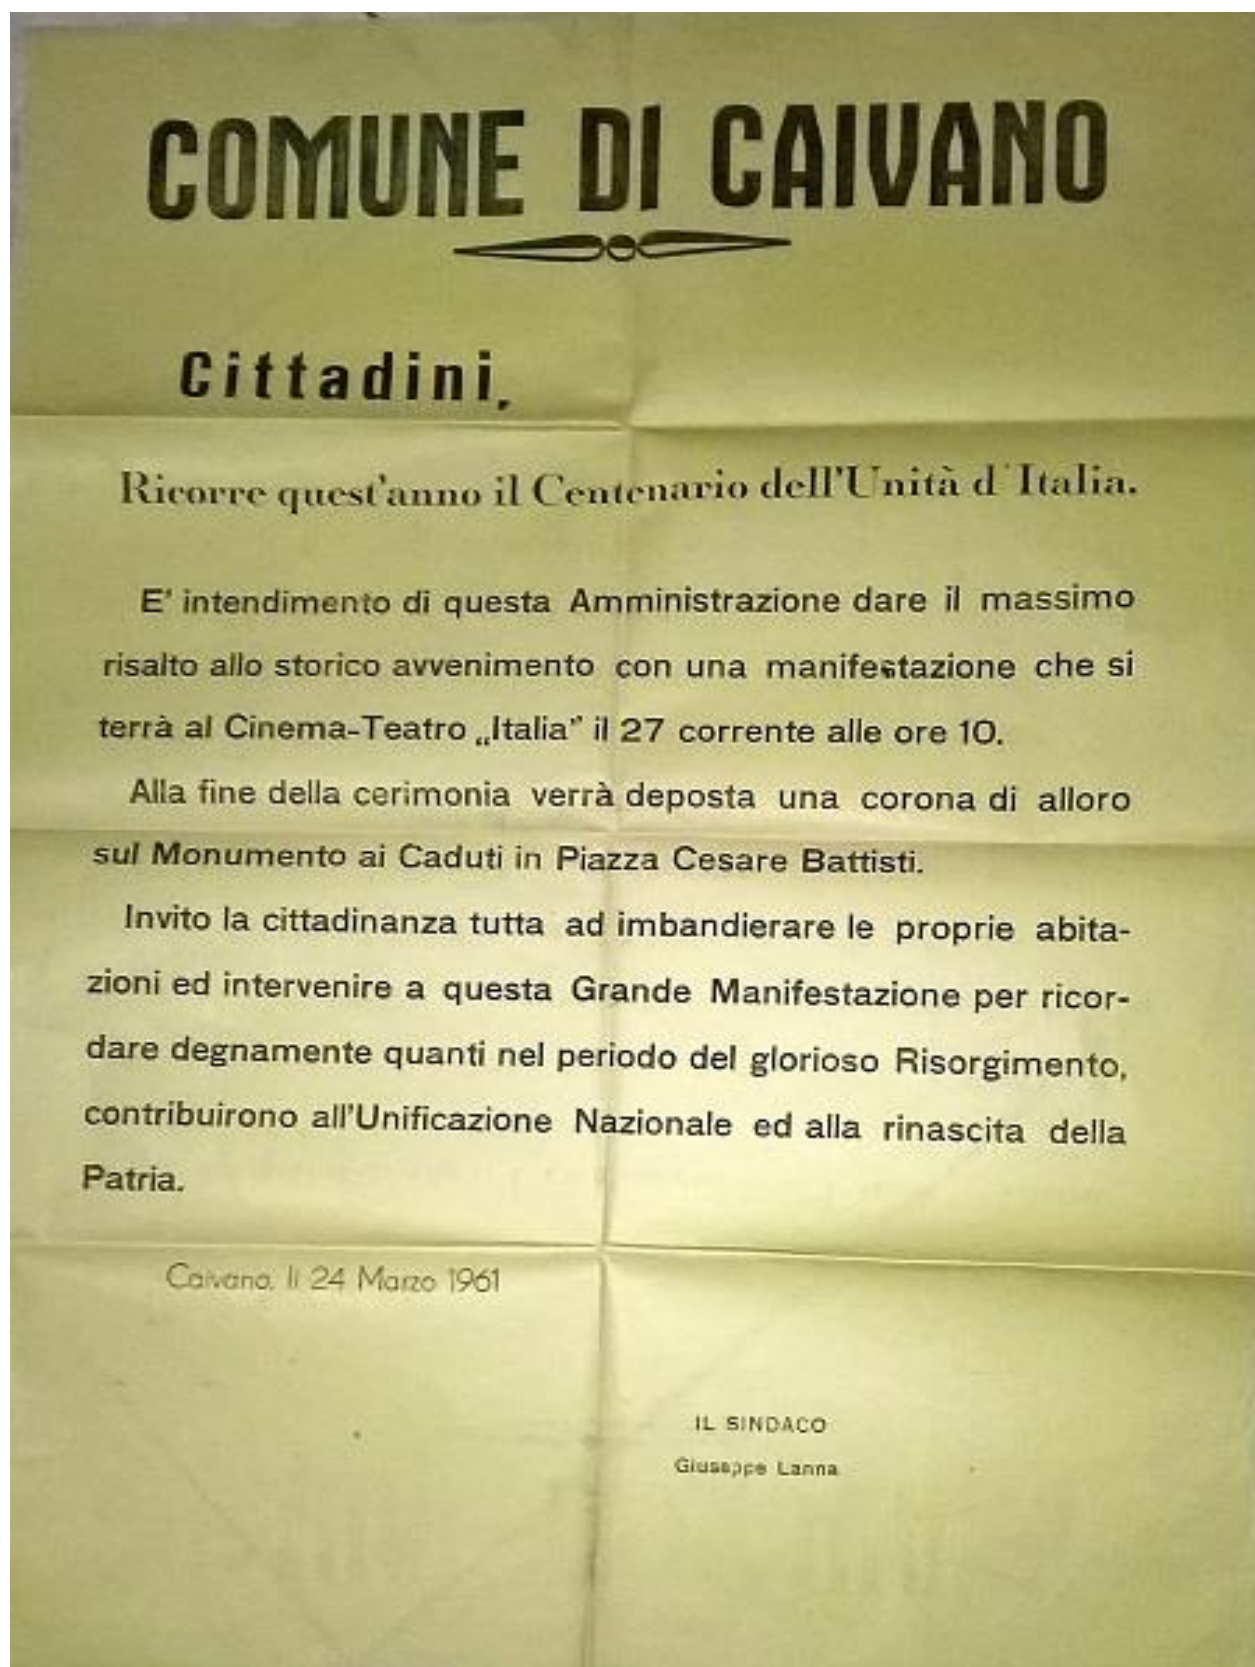 COMUNE DI CAIVANO
Cittadini,
Ricorre quest'anno il Centenario dell'Unità d'Italia.
E' intendimento di questa Amministrazione dare il massimo
risalto allo storico avvenimento con una manifestazione che si
terrà al Cinema-Teatro „Italia” il 27 corrente alle ore 10.
Alla fine della cerimonia verrà deposta una corona di alloro
sul Monumento ai Caduti in Piazza Cesare Battisti.
Invito la cittadinanza tutta ad imbandierare le proprie abita-
zioni ed intervenire a questa Grande Manifestazione per ricor-
dare degnamente quanti nel periodo del glorioso Risorgimento,
contribuirono all'Unificazione Nazionale ed alla rinascita della
Patria.
Caivano, li 24 Marzo 1961
IL SINDACO
Giuseppe Lanna